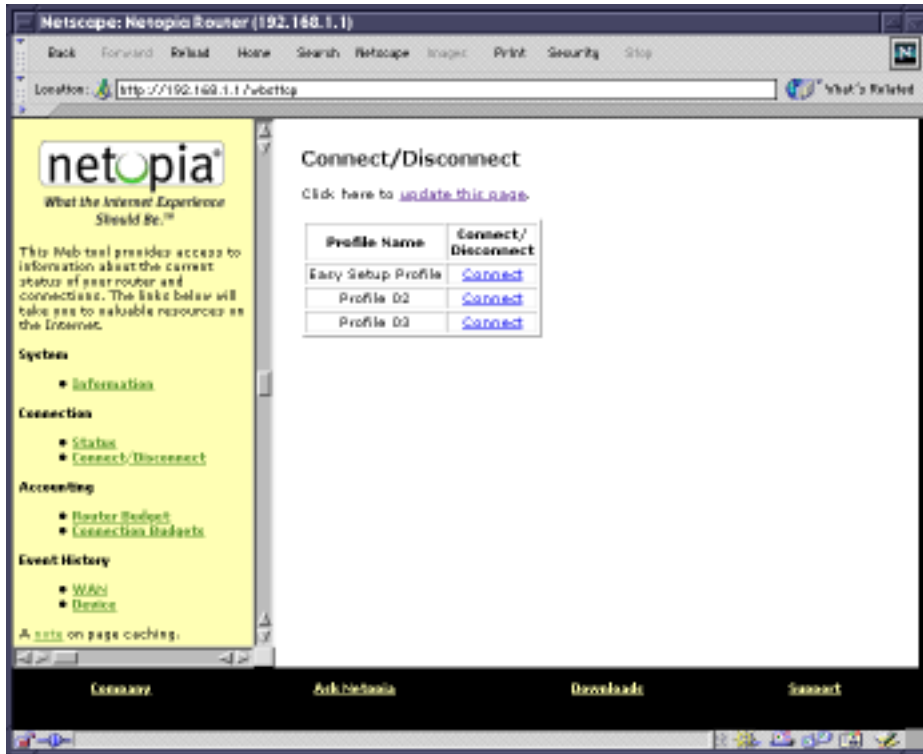 Netscape: Netopia Router (192.168.1.1)
Back Forward Reload Home Search Netscape Images Print Security Stop
N
Location: http://192.168.1.1/ What's Related
netopia
What the Internet Experience
Should Be.™
This Web tool provides access to
information about the current
status of your router and
connections. The links below will
take you to valuable resources on
the Internet.
System
Information
Connection
Status
Connect/Disconnect
Accounting
Router Budget
Connection Budgets
Event History
WAN
Device
A note on page caching.
Connect/Disconnect
Click here to update this page.
Profile Name Connect/
Disconnect
Easy Setup Profile Connect
Profile 02 Connect
Profile 03 Connect
Company Ask Netopia Downloads Support